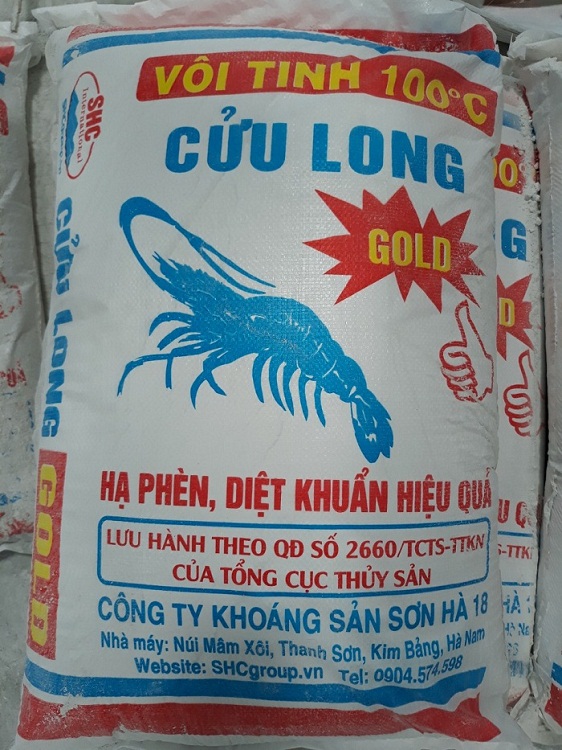 VÔI TINH 100°C
CỬU LONG
GOLD
HẠ PHÈN, DIỆT KHUẨN HIỆU QUẢ
LƯU HÀNH THEO QĐ SỐ 2660/TCTS-TTKN
CỦA TỔNG CỤC THỦY SẢN
CÔNG TY KHOÁNG SẢN SƠN HÀ 18
Nhà máy: Núi Mâm Xôi, Thanh Sơn, Kim Bảng, Hà Nam
Website: SHCgroup.vn Tel: 0904.574.598
SHC
International
CỬU LONG
GOLD
G
D
-TTKN